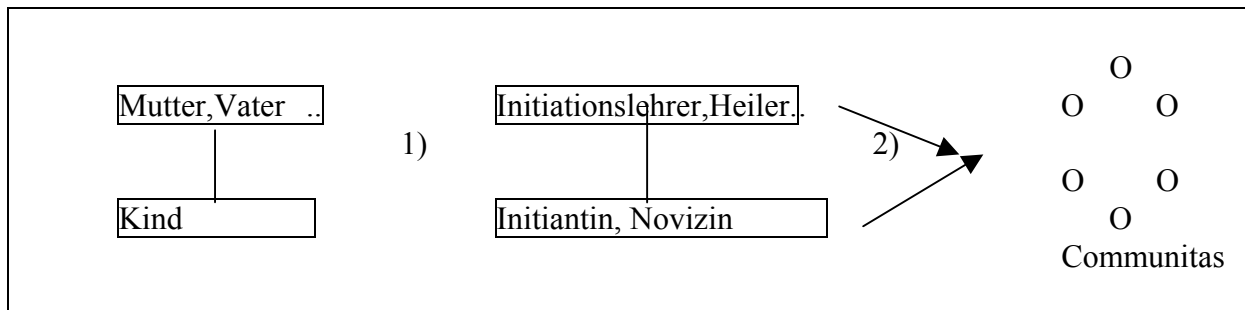 O
Mutter,Vater ..
Initiationslehrer,Heiler..
O O
1)
2)
O O
Kind
Initiantin, Novizin
O
Communitas